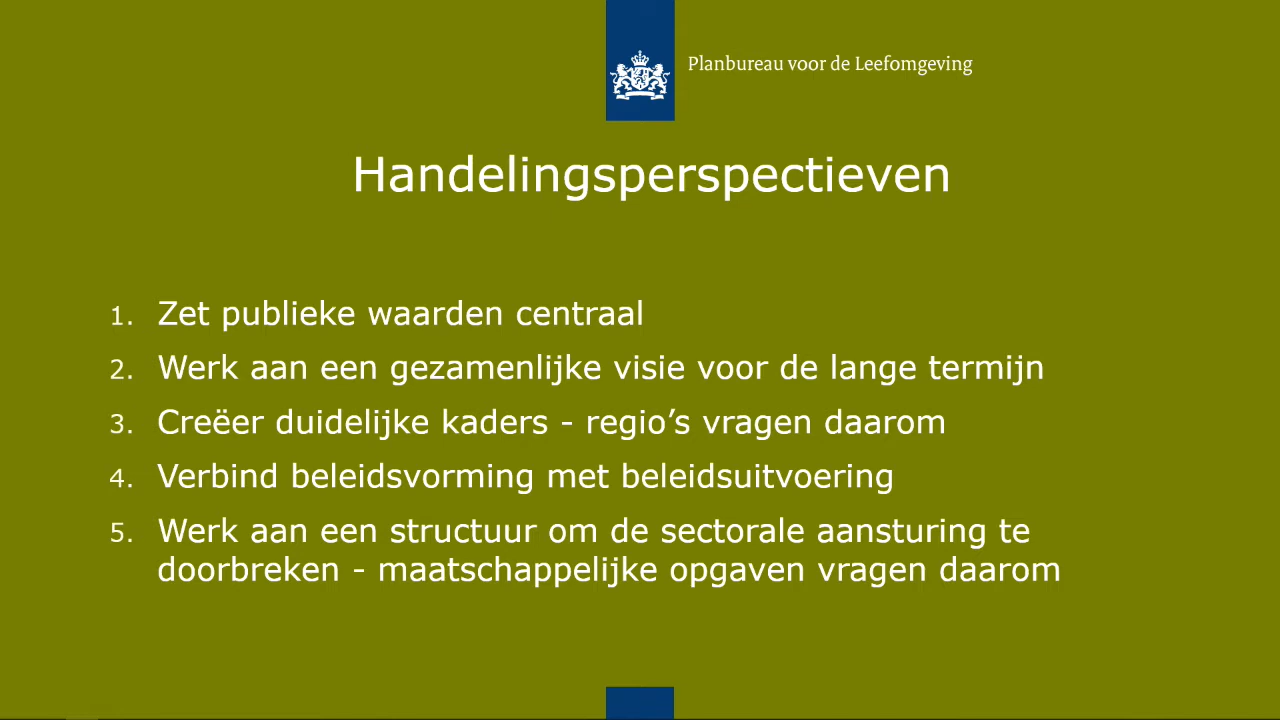 Planbureau voor de Leefomgeving
Handelingsperspectieven
1. Zet publieke waarden centraal
2. Werk aan een gezamenlijke visie voor de lange termijn
3. Creëer duidelijke kaders - regio’s vragen daarom
4. Verbind beleidsvorming met beleidsuitvoering
5. Werk aan een structuur om de sectorale aansturing te
doorbreken - maatschappelijke opgaven vragen daarom